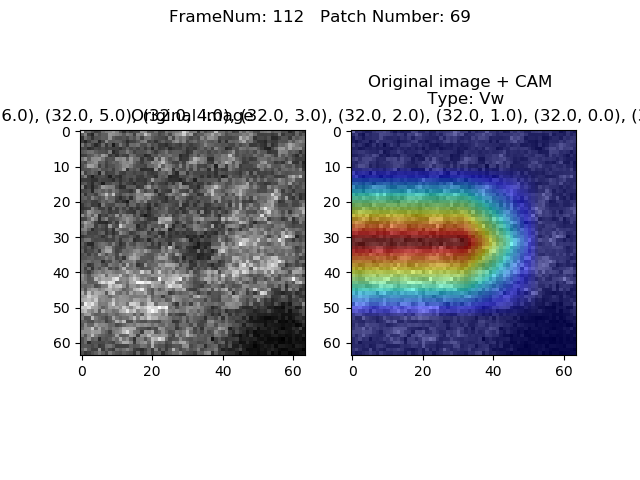 FrameNum: 112 Patch Number: 69
Original image + CAM
Type: Vw
6.0), (32.0, 5.0), (32.0, 4.0), (32.0, 3.0), (32.0, 2.0), (32.0, 1.0), (32.0, 0.0), (3
Original image
0
10
20
30
40
50
60
0 20 40 60
0
10
20
30
40
50
60
0 20 40 60